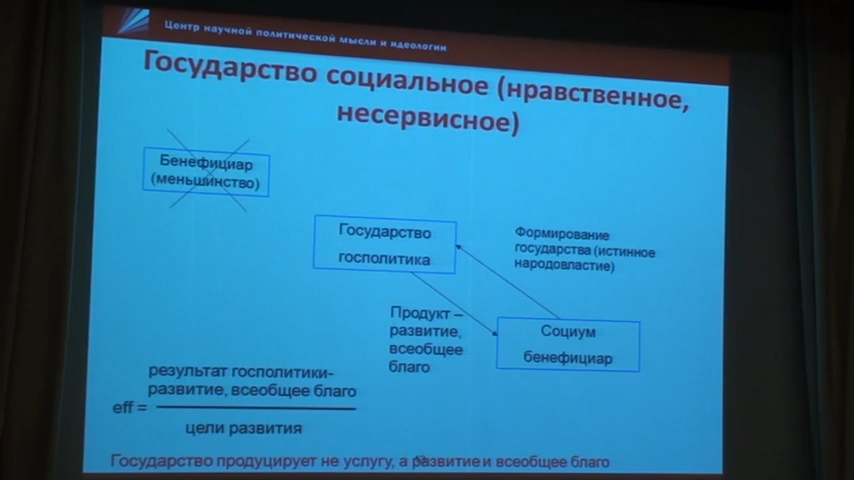 Центр научной политической мысли и идеологии
Государство социальное (нравственное,
несервисное)
Бенефициар
(меньшинство)
Государство
госполитика
Формирование
государства (истинное
народовластие)
Продукт –
развитие,
всеобщее
благо
Социум
бенефициар
результат госполитики-
развитие, всеобщее благо
eff =
цели развития
Государство продуцирует не услугу, а развитие и всеобщее благо